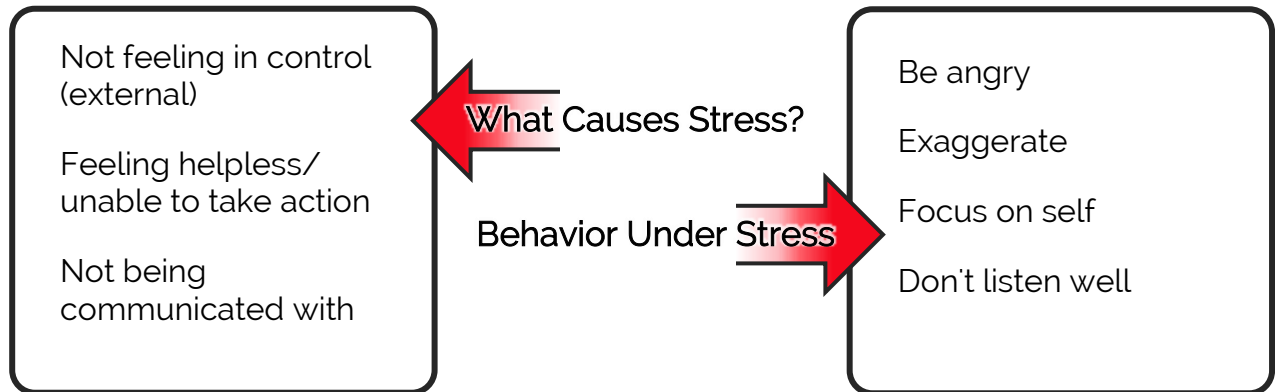 Not feeling in control
(external)
Feeling helpless/
unable to take action
Not being
communicated with
What Causes Stress?
Behavior Under Stress
Be angry
Exaggerate
Focus on self
Don't listen well